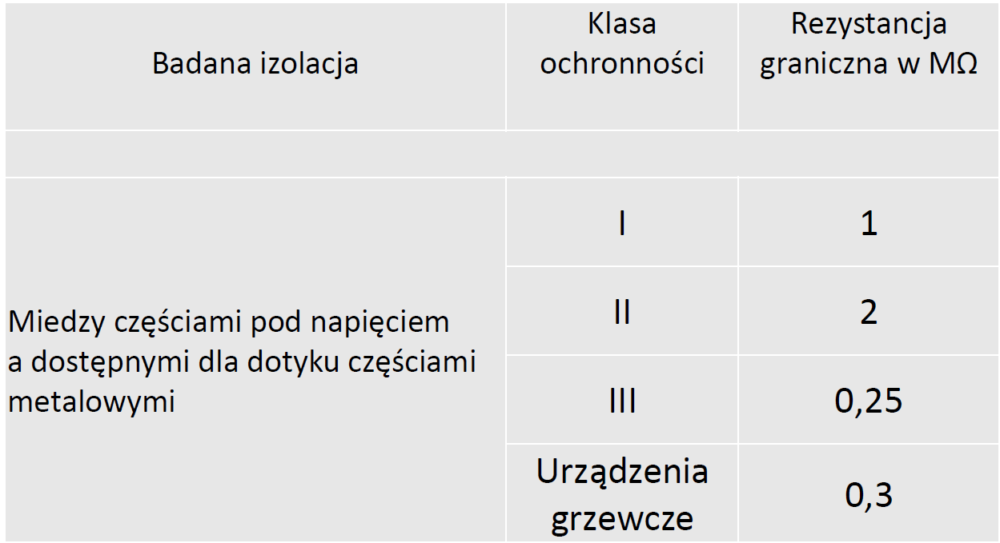 Badana izolacja
Klasa
ochronności
Rezystancja
graniczna w MΩ
Miedzy częściami pod napięciem
a dostępnymi dla dotyku częściami
metalowymi
I
1
II
2
III
0,25
Urządzenia
grzewcze
0,3